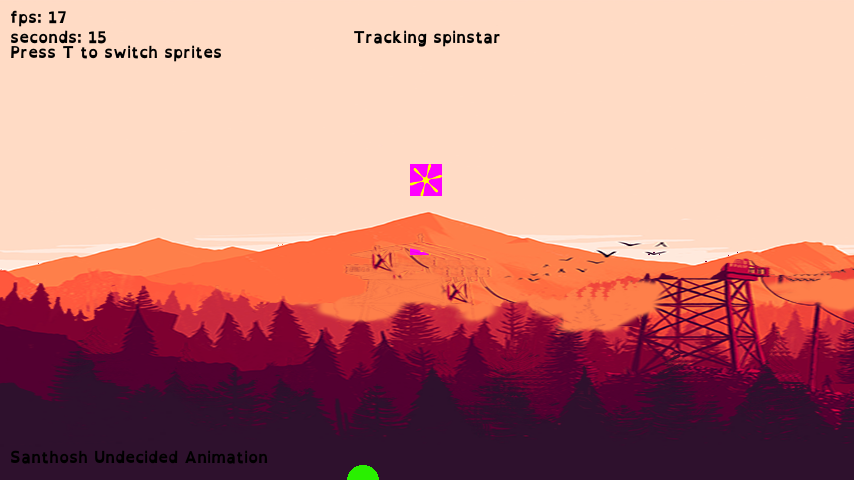 fps: 17
seconds: 15
Press T to switch sprites
Tracking spinstar
Santhosh Undecided Animation